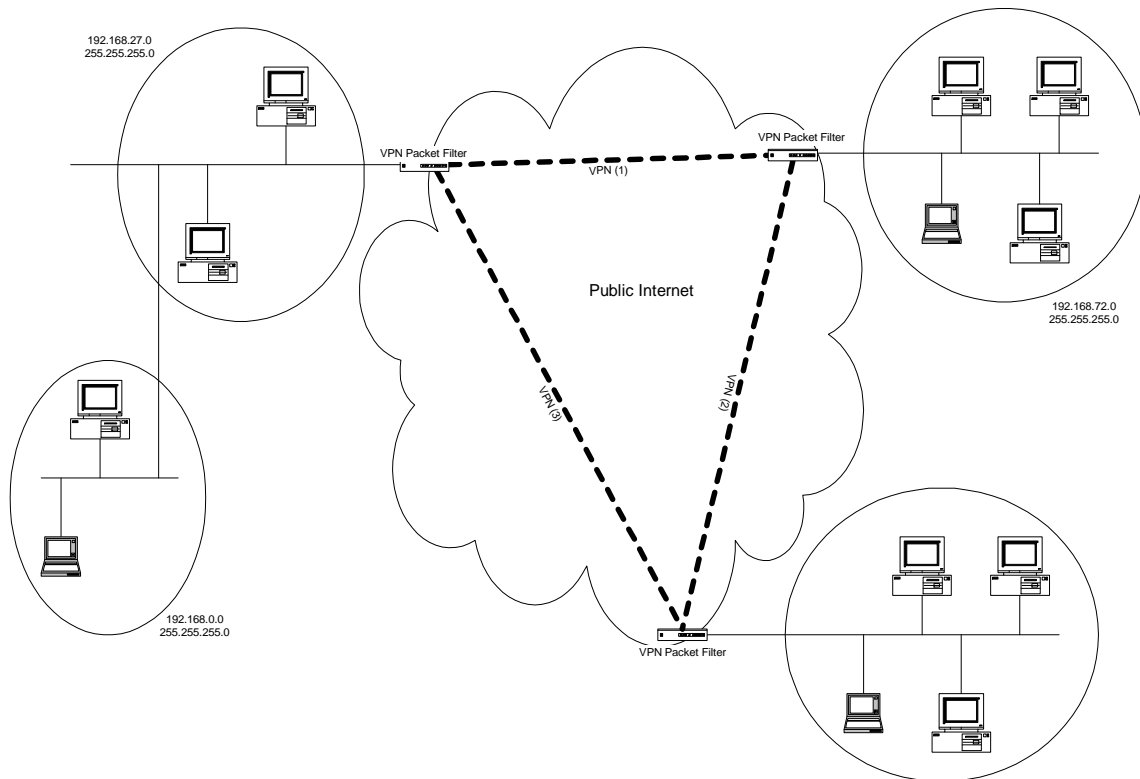 192.168.27.0
255.255.255.0
VPN Packet Filter
VPN Packet Filter
VPN (1)
Public Internet
192.168.72.0
255.255.255.0
VPN (2)
VPN (3)
192.168.0.0
255.255.255.0
VPN Packet Filter